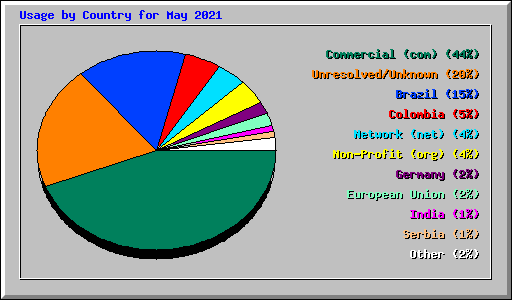 Usage by Country for May 2021
Commercial (com) (44%)
Unresolved/Unknown (20%)
Brazil (15%)
Colombia (5%)
Network (net) (4%)
Non-Profit (org) (4%)
Germany (2%)
European Union (2%)
India (1%)
Serbia (1%)
Other (2%)